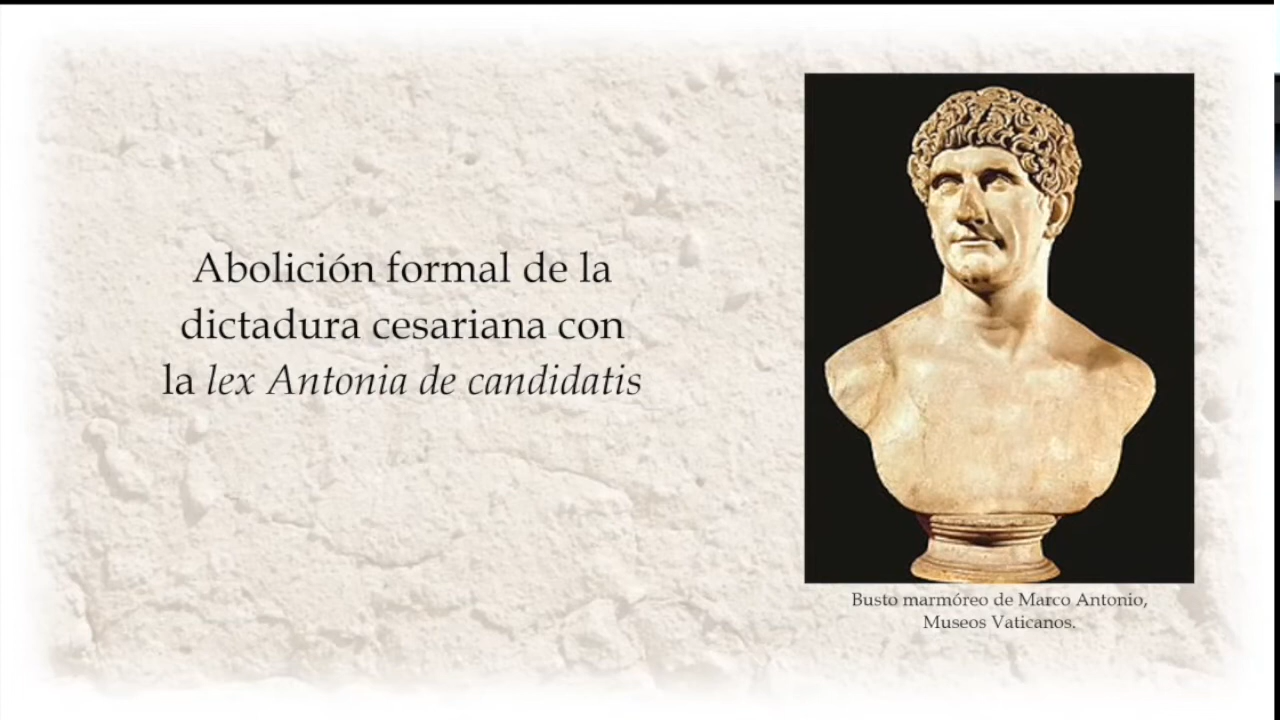 Abolición formal de la
dictadura cesariana con
la lex Antonia de candidatis
Busto marmóreo de Marco Antonio,
Museos Vaticanos.